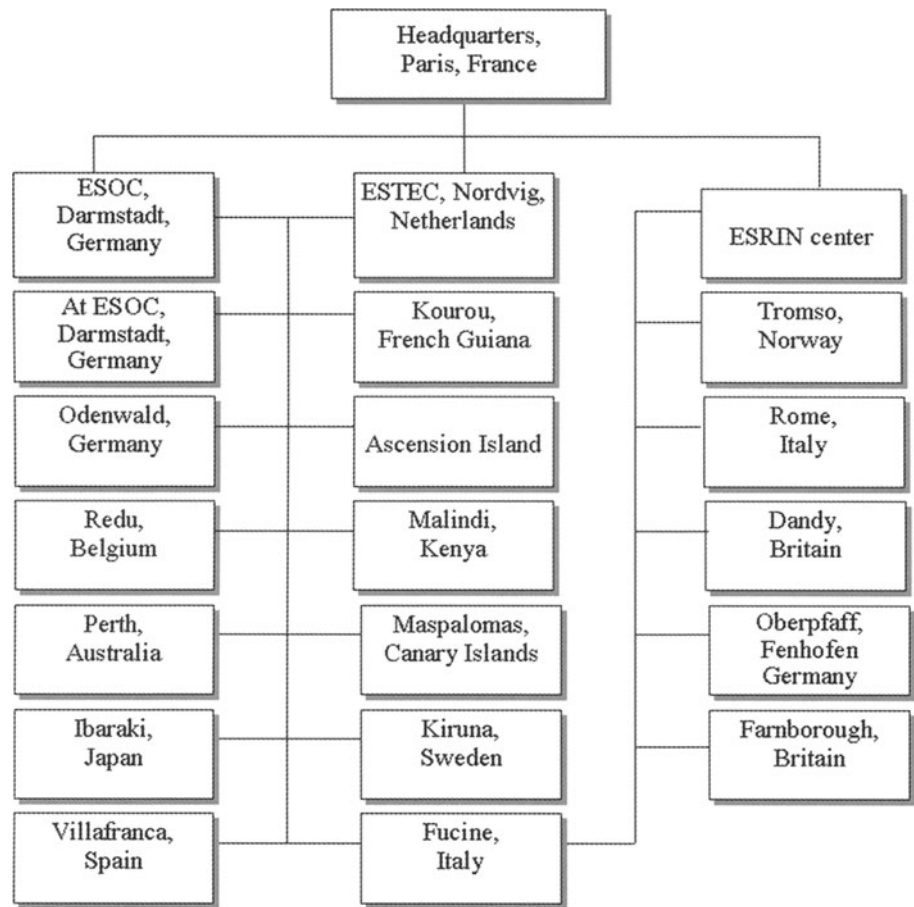 Headquarters,
Paris, France
ESOC,
Darmstadt,
Germany
ESTEC, Nordvig,
Netherlands
ESRIN center
At ESOC,
Darmstadt,
Germany
Kourou,
French Guiana
Tromso,
Norway
Odenwald,
Germany
Ascension Island
Rome,
Italy
Redu,
Belgium
Malindi,
Kenya
Dandy,
Britain
Perth,
Australia
Maspalomas,
Canary Islands
Oberpfaff,
Fenhofen
Germany
Ibaraki,
Japan
Kiruna,
Sweden
Farnborough,
Britain
Villafranca,
Spain
Fucine,
Italy